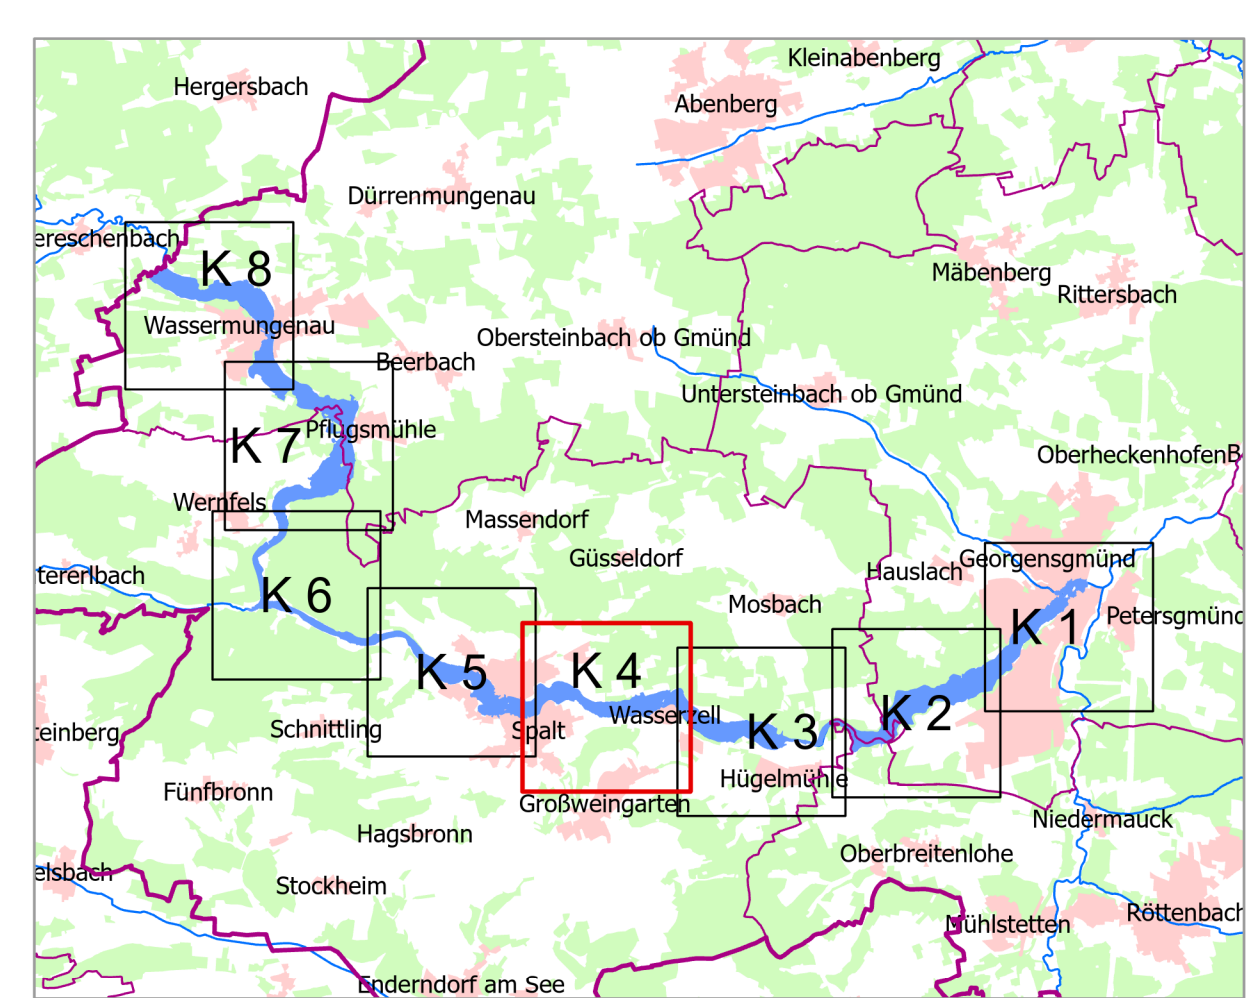 Kleinabenberg
Hergersbach
Abenberg
Dürrenmungenau
ereschenbach
K 8
Mäbenberg
Rittersbach
Wassermungenau
Obersteinbach ob Gmünd
Beerbach
Untersteinbach ob Gmünd
Pflugsmühle
K 7
OberheckenhofenB
Wernfels
Massendorf
Güsseldorf
Georgensgmünd
Hauslach
tererlbach
K 6
Mosbach
Petersgmünd
K 1
K 5
K 4
Wasserzell
K 2
Schnittling
Spalt
K 3
teinberg
Hügelmühle
Fünfbronn
Großweingarten
Niedermauck
Hagsbronn
Oberbreitenlohe
elsbach
Stockheim
Röttenbach
Mühlstetten
Enderndorf am See